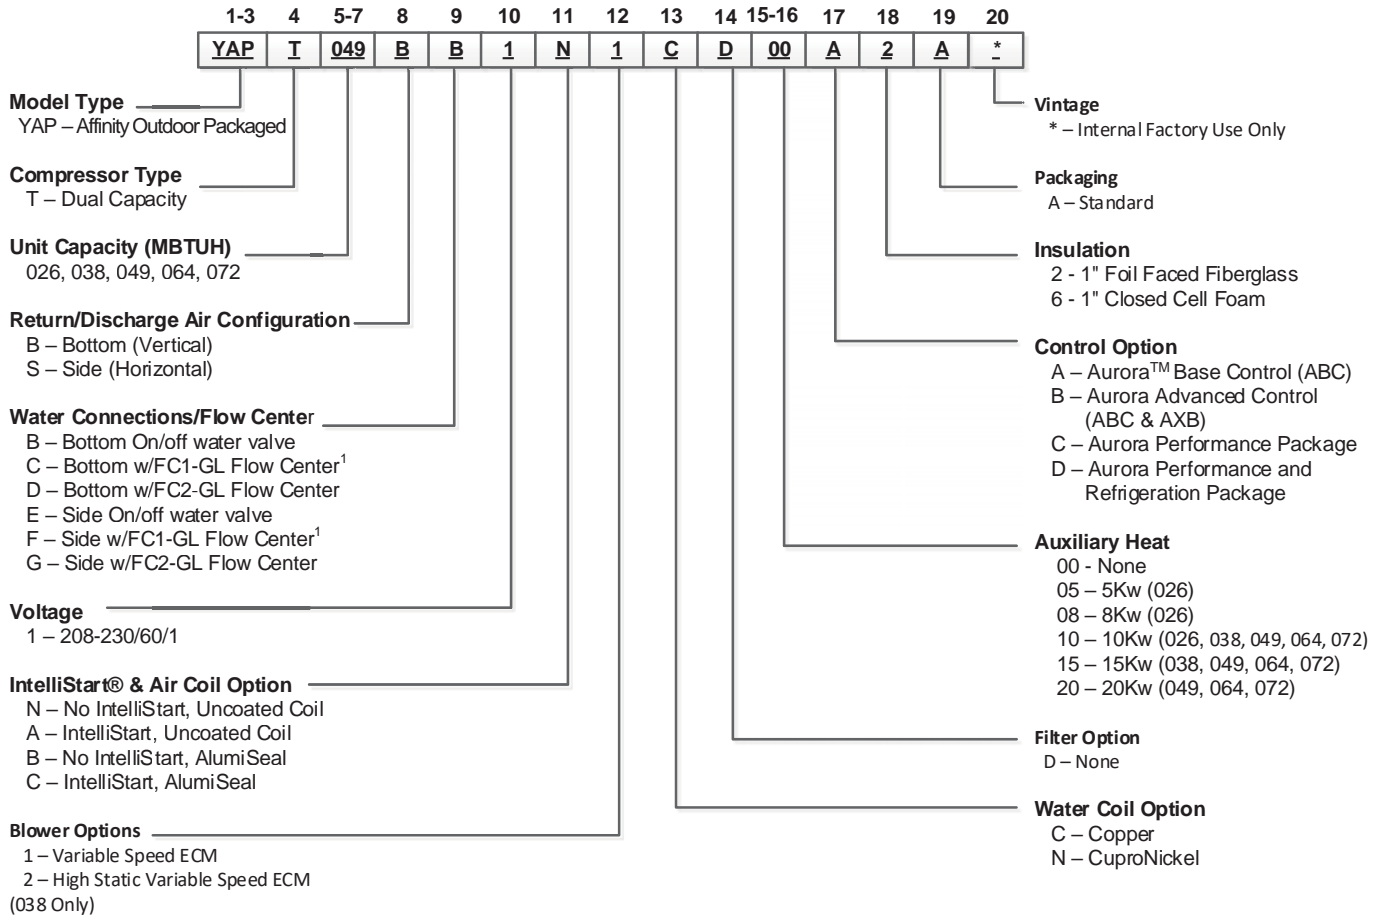 1-3 4 5-7 8 9 10 11 12 13 14 15-16 17 18 19 20
YAP T 049 B B 1 N 1 C D 00 A 2 A *
Model Type
YAP – Affinity Outdoor Packaged
Compressor Type
T – Dual Capacity
Unit Capacity (MBTUH)
026, 038, 049, 064, 072
Return/Discharge Air Configuration
B – Bottom (Vertical)
S – Side (Horizontal)
Water Connections/Flow Center
B – Bottom On/off water valve
C – Bottom w/FC1-GL Flow Center¹
D – Bottom w/FC2-GL Flow Center
E – Side On/off water valve
F – Side w/FC1-GL Flow Center¹
G – Side w/FC2-GL Flow Center
Voltage
1 – 208-230/60/1
IntelliStart® & Air Coil Option
N – No IntelliStart, Uncoated Coil
A – IntelliStart, Uncoated Coil
B – No IntelliStart, AlumiSeal
C – IntelliStart, AlumiSeal
Blower Options
1 – Variable Speed ECM
2 – High Static Variable Speed ECM
(038 Only)
Vintage
* – Internal Factory Use Only
Packaging
A – Standard
Insulation
2 - 1" Foil Faced Fiberglass
6 - 1" Closed Cell Foam
Control Option
A – Aurora™ Base Control (ABC)
B – Aurora Advanced Control
(ABC & AXB)
C – Aurora Performance Package
D – Aurora Performance and
Refrigeration Package
Auxiliary Heat
00 - None
05 – 5Kw (026)
08 – 8Kw (026)
10 – 10Kw (026, 038, 049, 064, 072)
15 – 15Kw (038, 049, 064, 072)
20 – 20Kw (049, 064, 072)
Filter Option
D – None
Water Coil Option
C – Copper
N – CuproNickel